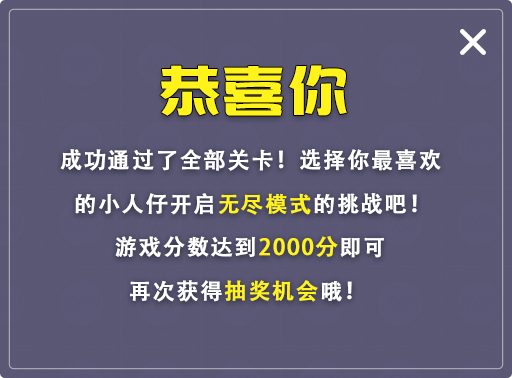 恭喜你
成功通过了全部关卡！选择你最喜欢
的小人仔开启无尽模式的挑战吧！
游戏分数达到2000分即可
再次获得抽奖机会哦！